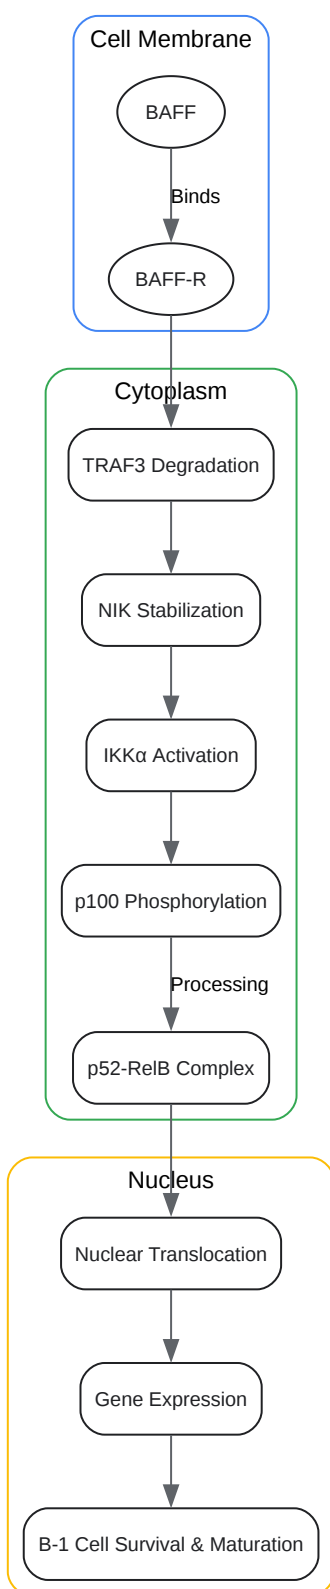 Cell Membrane
BAFF
Binds
BAFF-R
Cytoplasm
TRAF3 Degradation
NIK Stabilization
IKKα Activation
p100 Phosphorylation
Processing
p52-RelB Complex
Nucleus
Nuclear Translocation
Gene Expression
B-1 Cell Survival & Maturation